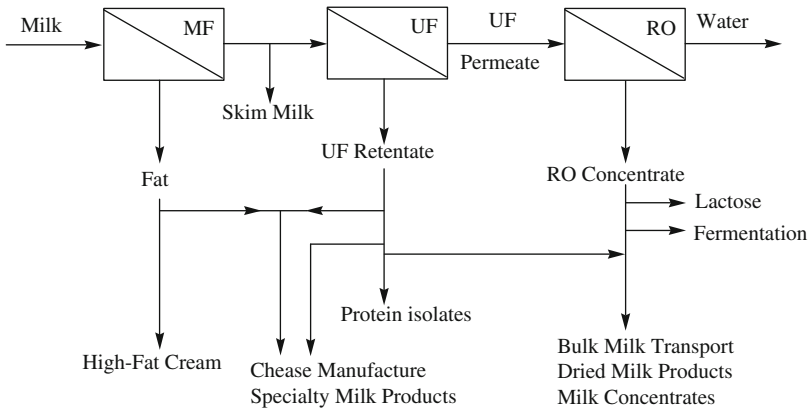 Milk
MF
UF
UF
Permeate
RO
Water
Skim Milk
Fat
UF Retentate
RO Concentrate
Lactose
Fermentation
Protein isolates
High-Fat Cream
Chease Manufacture
Specialty Milk Products
Bulk Milk Transport
Dried Milk Products
Milk Concentrates